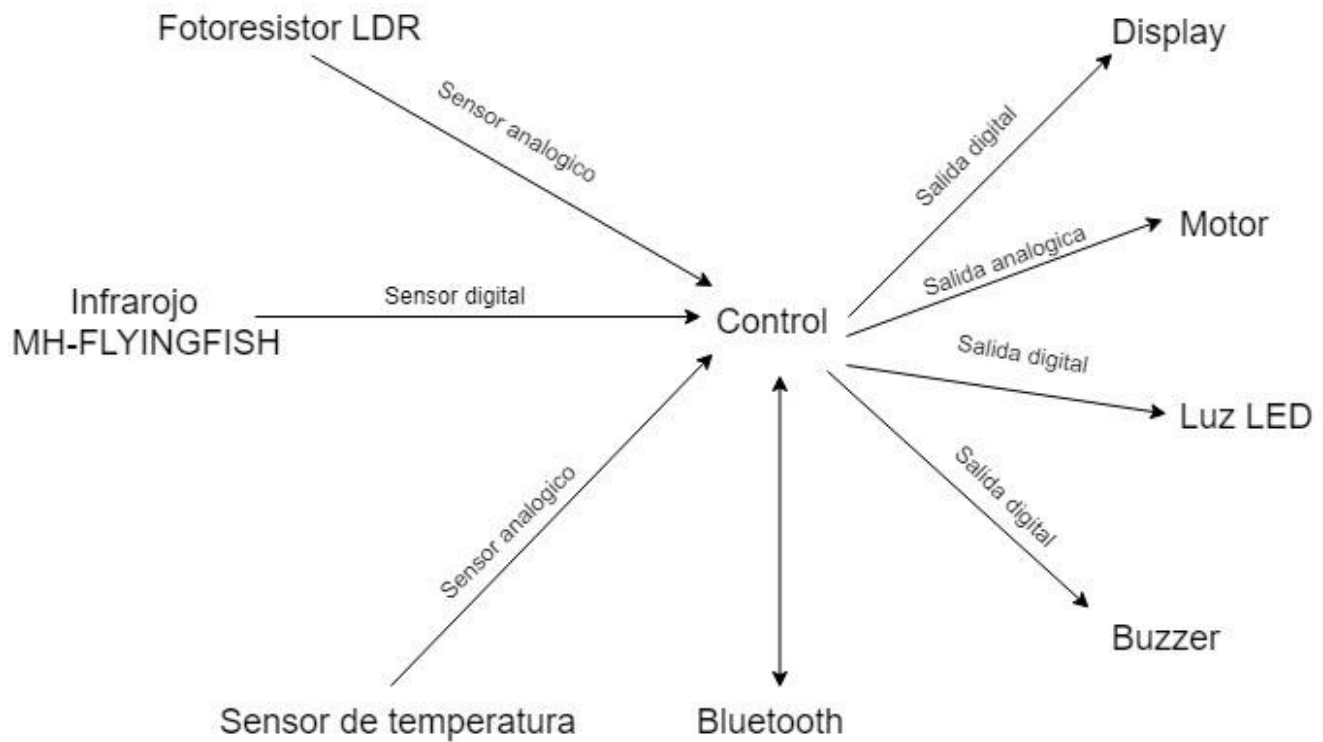 Fotoresistor LDR
Display
Sensor analogico
Salida digital
Motor
Salida analogica
Infrarojo
MH-FLYINGFISH
Sensor digital
Control
Salida digital
Luz LED
Sensor analogico
Salida digital
Buzzer
Sensor de temperatura
Bluetooth